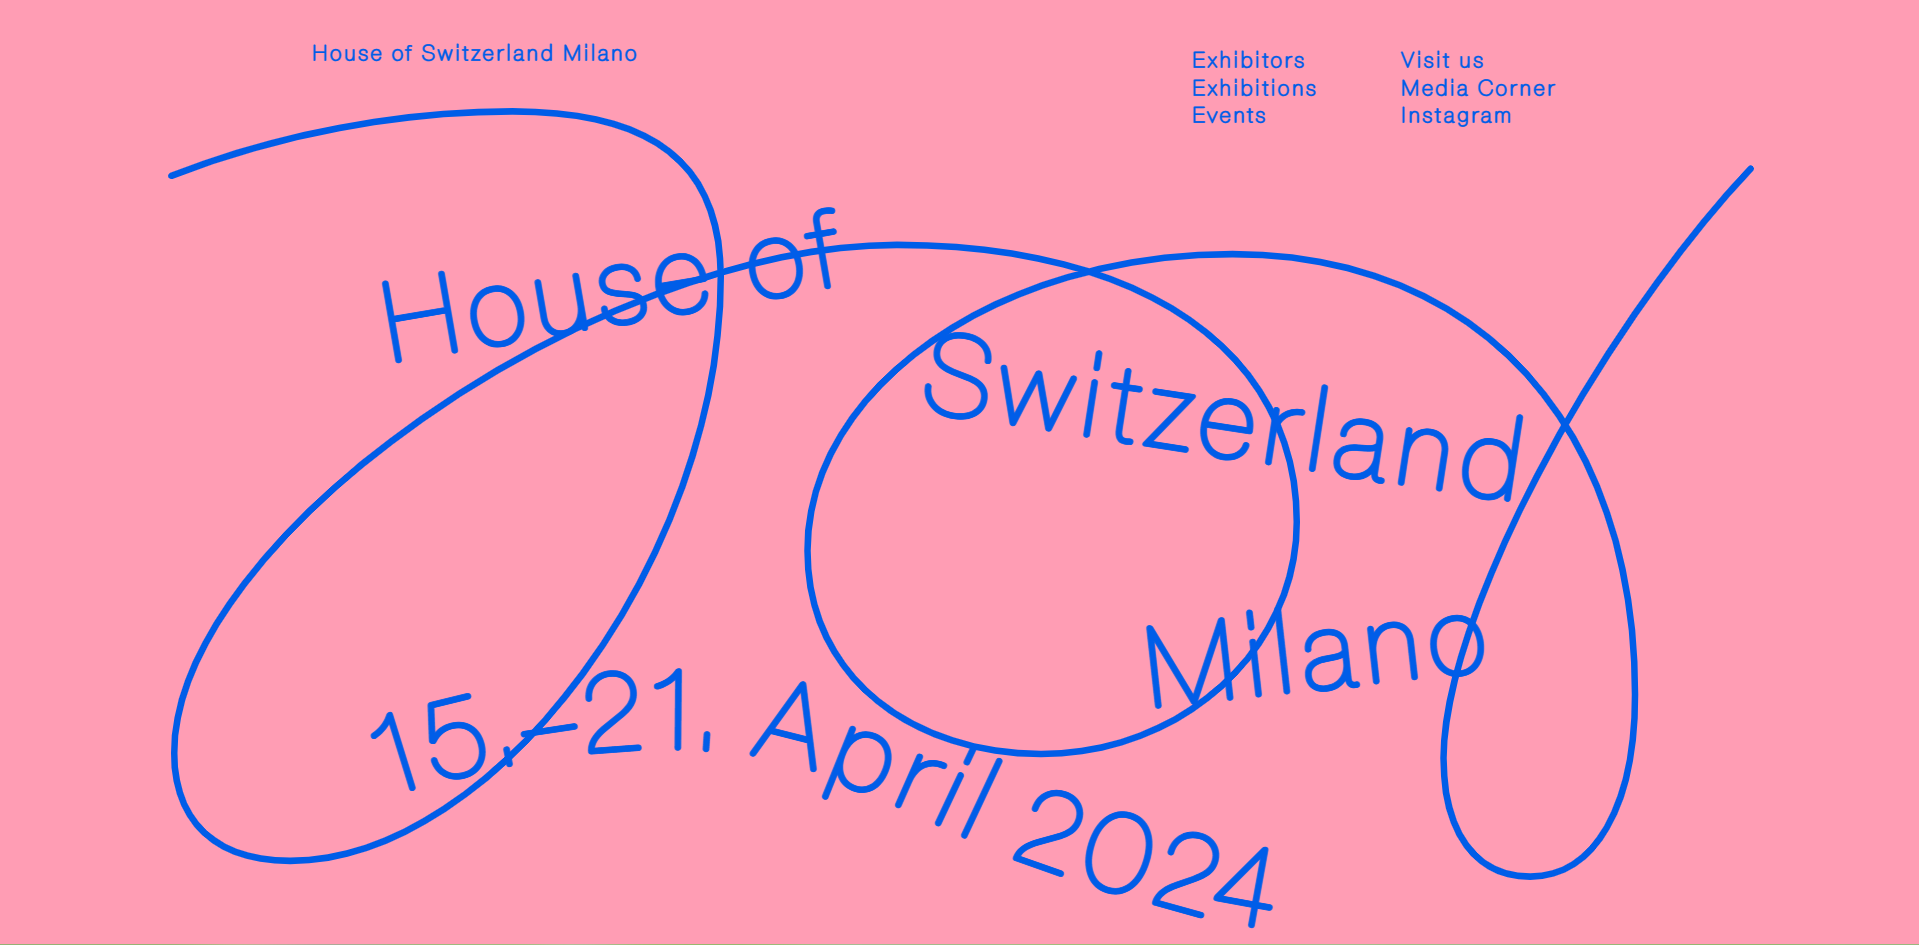 House of Switzerland Milano
Exhibitors
Exhibitions
Events
Visit us
Media Corner
Instagram
House of
Switzerland
Milano
15.–21. April 2024